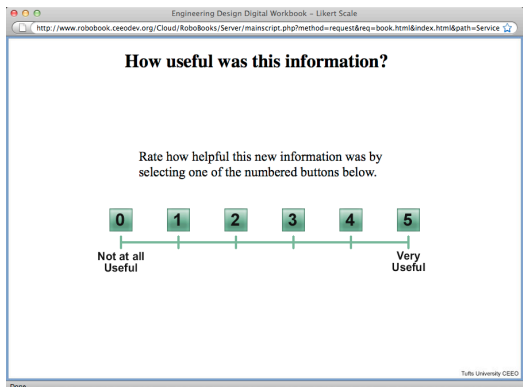 Engineering Design Digital Workbook – Likert Scale
http://www.robobook.ceeodev.org/Cloud/RoboBooks/Server/mainscript.php?method=request&req=book.html&index.html&path=Service
How useful was this information?
Rate how helpful this new information was by
selecting one of the numbered buttons below.
0 1 2 3 4 5
Not at all Very
Useful Useful
Tufts University CEEO
Done